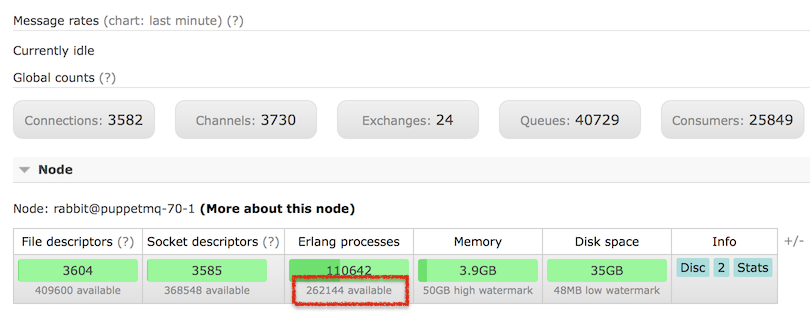 Message rates (chart: last minute) (?)
Currently idle
Global counts (?)
Connections: 3582 Channels: 3730 Exchanges: 24 Queues: 40729 Consumers: 25849
Node
Node: rabbit@puppetmq-70-1 (More about this node)
File descriptors (?) Socket descriptors (?) Erlang processes Memory Disk space Info +/-
3604 3585 110642 3.9GB 35GB Disc 2 Stats
409600 available 368548 available 262144 available 50GB high watermark 48MB low watermark